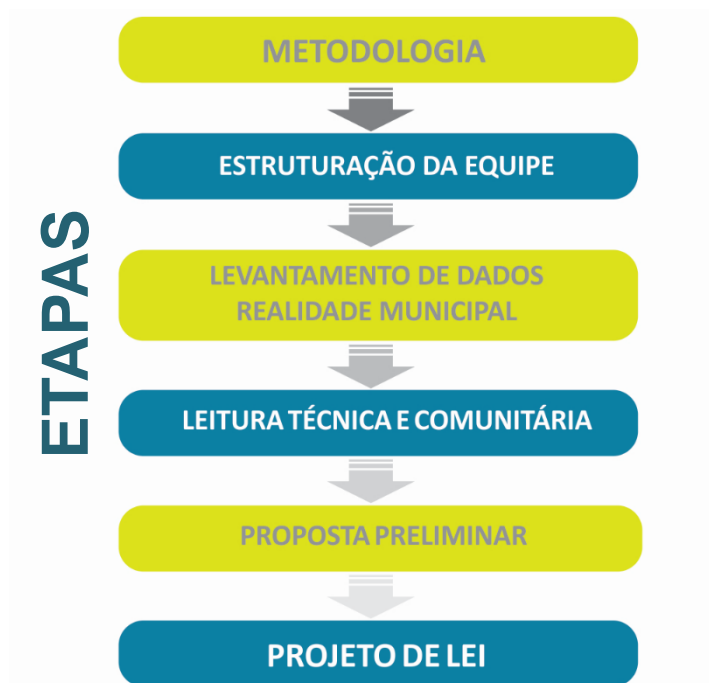 ETAPAS
METODOLOGIA
ESTRUTURAÇÃO DA EQUIPE
LEVANTAMENTO DE DADOS
REALIDADE MUNICIPAL
LEITURA TÉCNICA E COMUNITÁRIA
PROPOSTA PRELIMINAR
PROJETO DE LEI